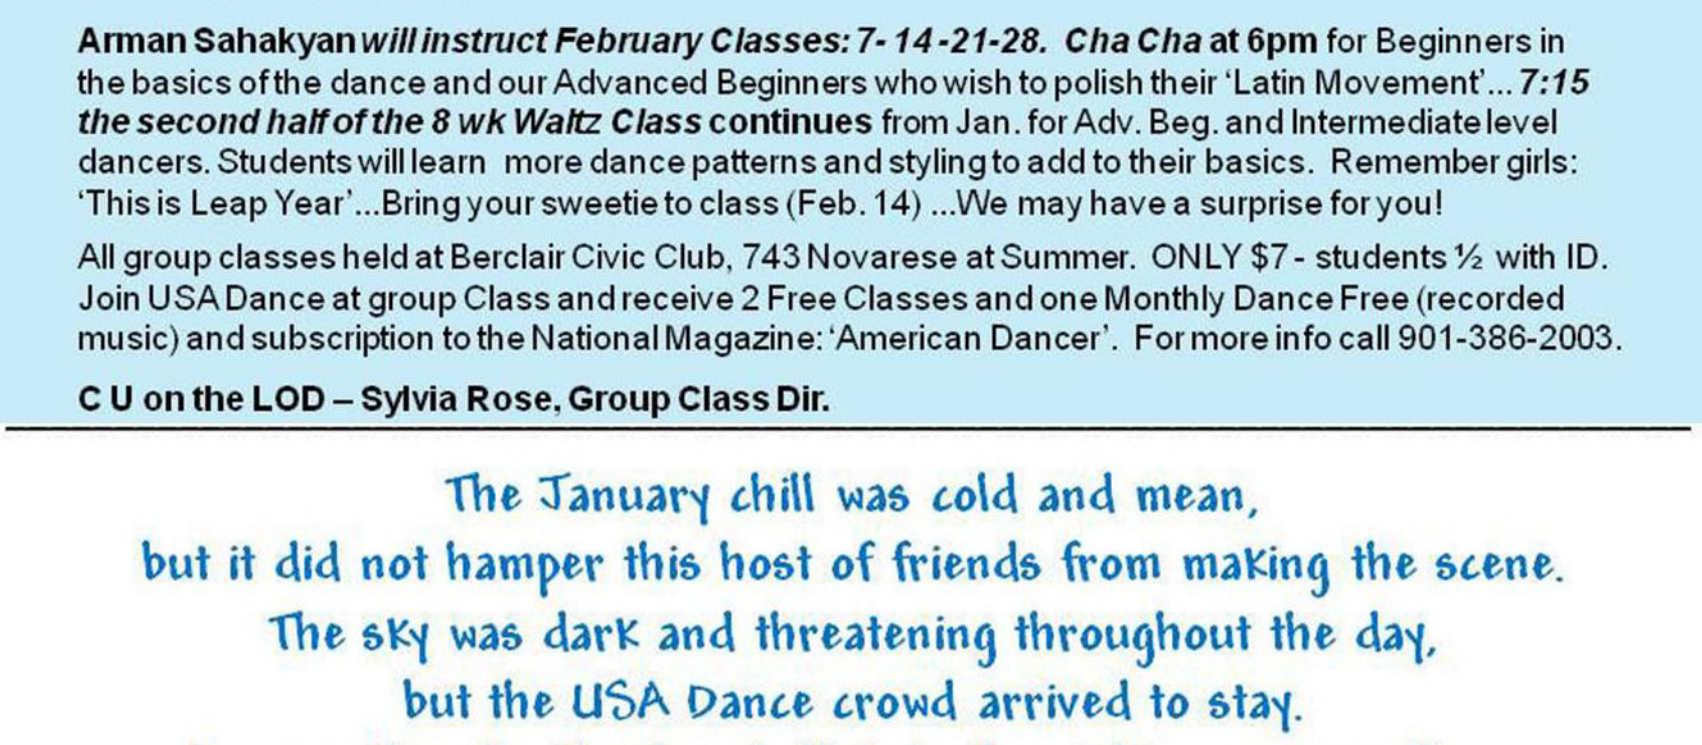 Arman Sahakyan will instruct February Classes: 7- 14-21-28. Cha Cha at 6pm for Beginners in
the basics of the dance and our Advanced Beginners who wish to polish their ‘Latin Movement’... 7:15
the second half of the 8 wk Waltz Class continues from Jan. for Adv. Beg. and Intermediate level
dancers. Students will learn more dance patterns and styling to add to their basics. Remember girls:
‘This is Leap Year’...Bring your sweetie to class (Feb. 14) ...We may have a surprise for you!
All group classes held at Berclair Civic Club, 743 Novarese at Summer. ONLY $7 - students ½ with ID.
Join USA Dance at group Class and receive 2 Free Classes and one Monthly Dance Free (recorded
music) and subscription to the National Magazine: ‘American Dancer’. For more info call 901-386-2003.
C U on the LOD – Sylvia Rose, Group Class Dir.
The January chill was cold and mean,
but it did not hamper this host of friends from making the scene.
The sky was dark and threatening throughout the day,
but the USA Dance crowd arrived to stay.